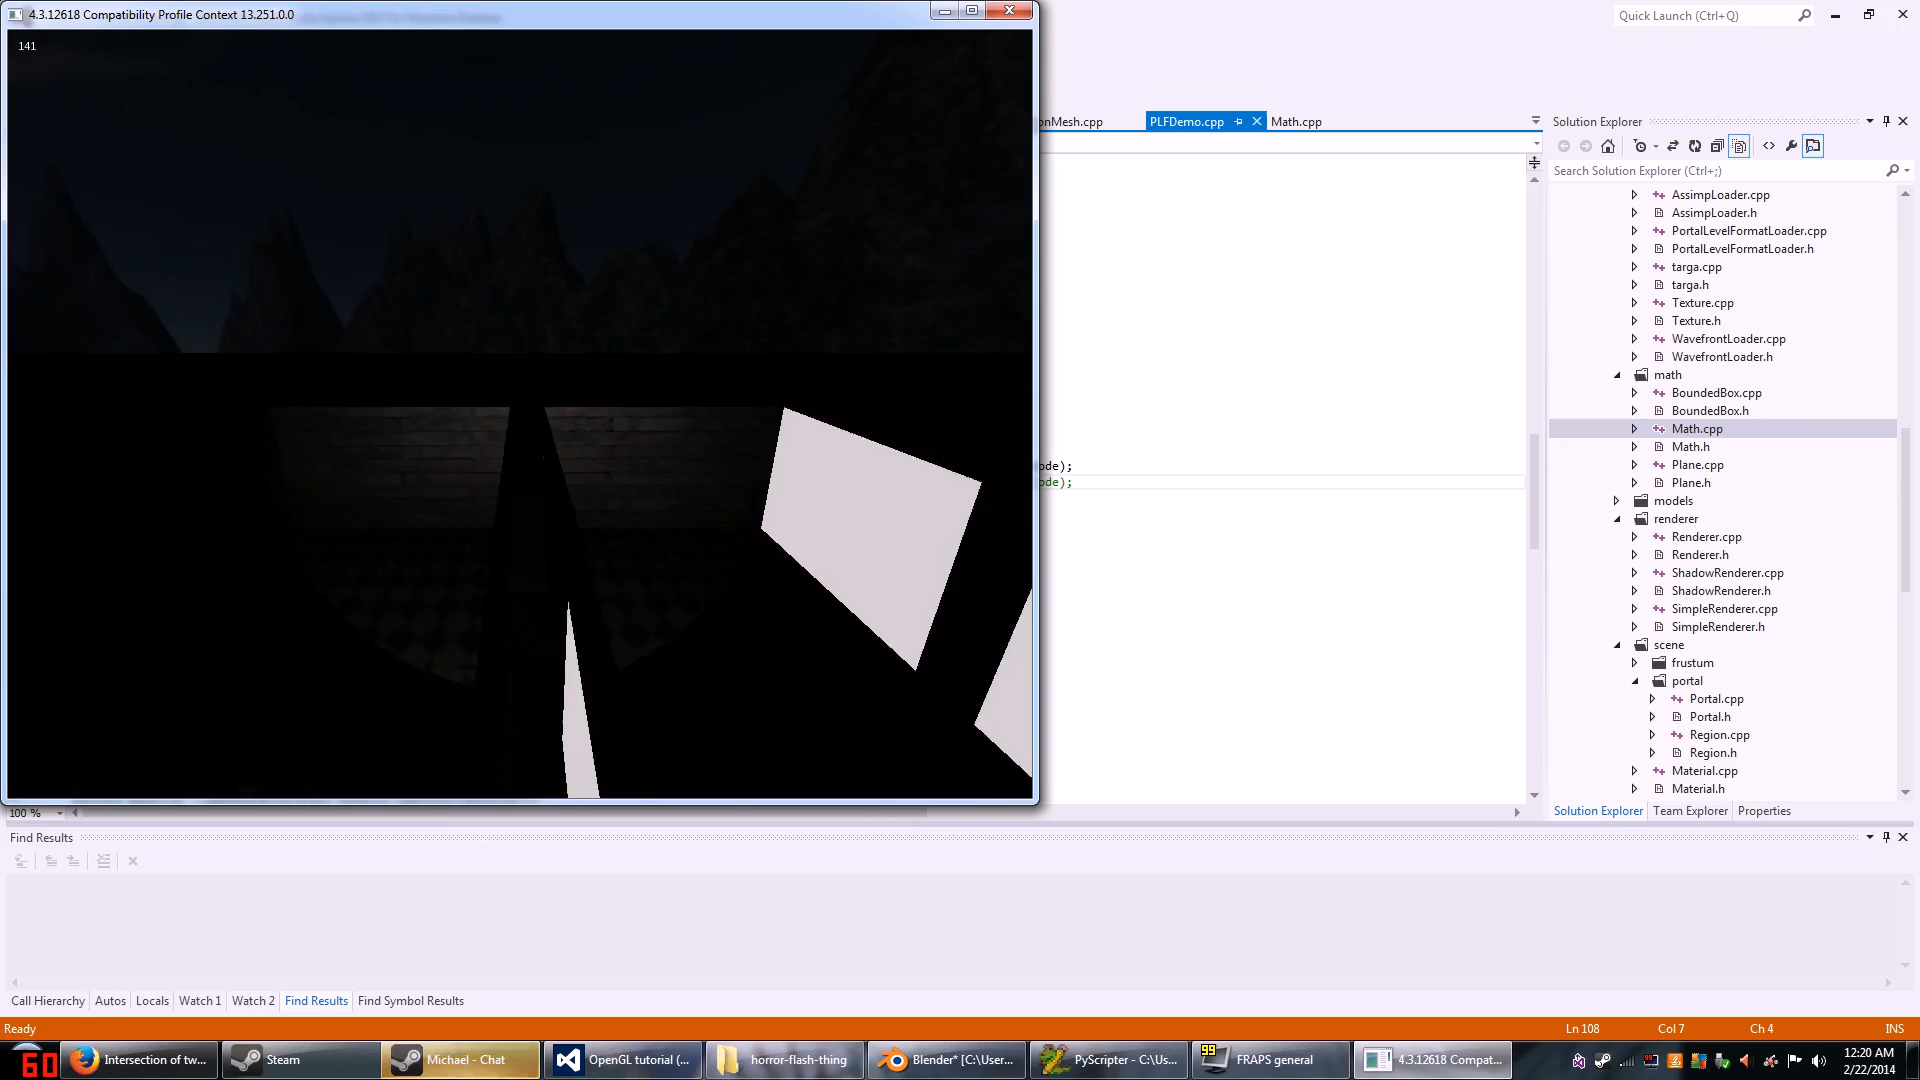 4.3.12618 Compatibility Profile Context 13.251.0.0
Quick Launch (Ctrl+Q)
141
onMesh.cpp
PLFDemo.cpp
Math.cpp
Solution Explorer
Search Solution Explorer (Ctrl+;)
AssimpLoader.cpp
AssimpLoader.h
PortalLevelFormatLoader.cpp
PortalLevelFormatLoader.h
targa.cpp
targa.h
Texture.cpp
Texture.h
WavefrontLoader.cpp
WavefrontLoader.h
math
BoundedBox.cpp
BoundedBox.h
Math.cpp
Math.h
Plane.cpp
Plane.h
models
renderer
Renderer.cpp
Renderer.h
ShadowRenderer.cpp
ShadowRenderer.h
SimpleRenderer.cpp
SimpleRenderer.h
scene
frustum
portal
Portal.cpp
Portal.h
Region.cpp
Region.h
Material.cpp
Material.h
ode);
ode);
100 %
Solution Explorer Team Explorer Properties
Find Results
Call Hierarchy Autos Locals Watch 1 Watch 2 Find Results Find Symbol Results
Ready Ln 108 Col 7 Ch 4 INS
60 Intersection of tw... Steam Michael - Chat OpenGL tutorial (... horror-flash-thing Blender* [C:\User... PyScripter - C:\Us... 99 FRAPS general 4.3.12618 Compat... 12:20 AM
2/22/2014